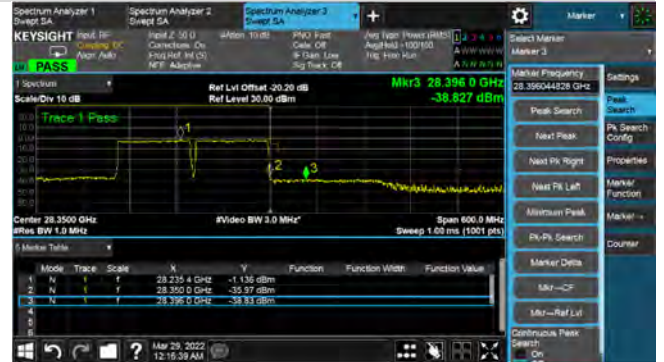 Spectrum Analyzer 1
Swept SA
Spectrum Analyzer 2
Swept SA
Spectrum Analyzer 3
Swept SA
+
Marker
KEYSIGHT Input: RF
Coupling: DC
Align: Auto
Input Z: 50 Ω
Corrections: On
Freq Ref: Int (S)
NFE: Adaptive
#Atten: 10 dB
PNO: Fast
Gate: Off
IF Gain: Low
Sig Track: Off
Avg Type: Power (RMS)
Avg|Hold: >100/100
Trig: Free Run
PASS
Select Marker
Marker 3
1 Spectrum
Scale/Div 10 dB
Ref Lvl Offset -20.20 dB
Ref Level 30.00 dBm
Mkr3 28.396 0 GHz
-38.827 dBm
Trace 1 Pass
1
2
3
Center 28.3500 GHz
#Res BW 1.0 MHz
#Video BW 3.0 MHz*
Span 600.0 MHz
Sweep 1.00 ms (1001 pts)
5 Marker Table
Mode Trace Scale X Y Function Function Width Function Value
1 N 1 f 28.235 4 GHz -1.136 dBm
2 N 1 f 28.350 0 GHz -35.97 dBm
3 N 1 f 28.396 0 GHz -38.83 dBm
4
5
6
Marker Frequency
28.396044828 GHz
Peak Search
Next Peak
Next Pk Right
Next Pk Left
Minimum Peak
Pk-Pk Search
Marker Delta
Mkr→CF
Mkr→Ref Lvl
Continuous Peak
Search
On
Settings
Peak
Search
Pk Search
Config
Properties
Marker
Function
Marker→
Counter
?
Mar 29, 2022
12:15:39 AM